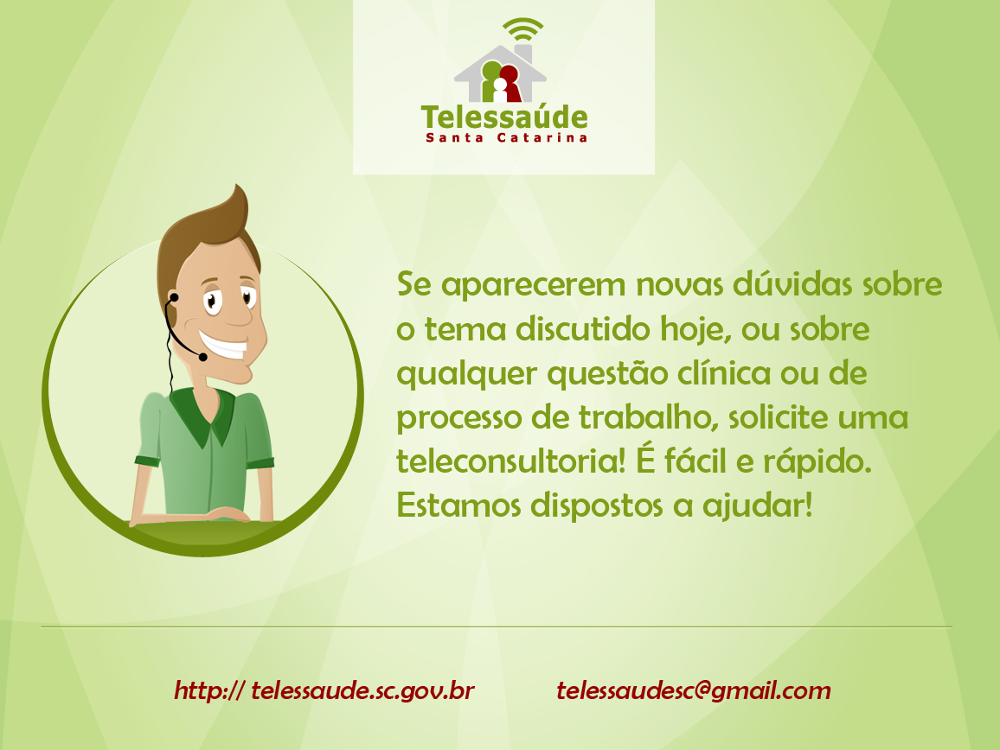 Telessaúde
Santa Catarina
Se aparecerem novas dúvidas sobre
o tema discutido hoje, ou sobre
qualquer questão clínica ou de
processo de trabalho, solicite uma
teleconsultoria! É fácil e rápido.
Estamos dispostos a ajudar!
http:// telessaude.sc.gov.br
telessaudesc@gmail.com